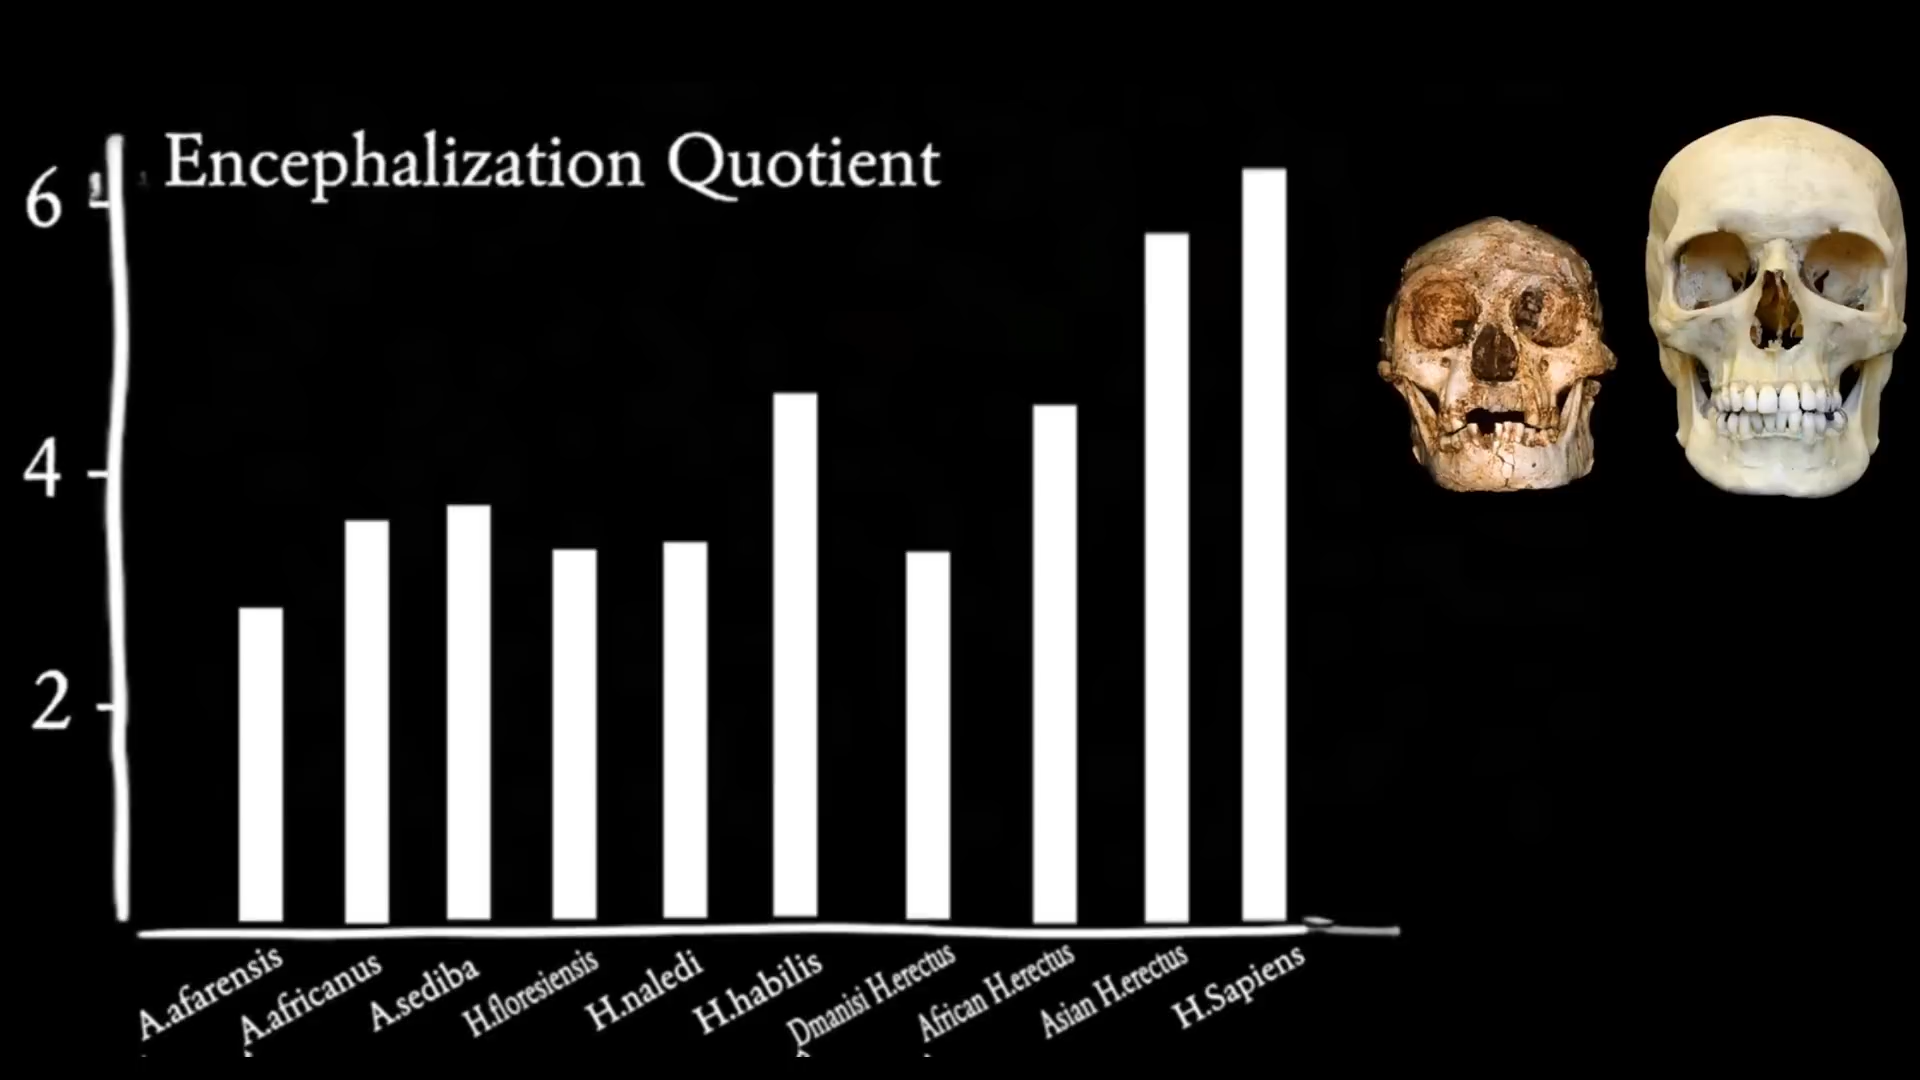 Encephalization Quotient
6
4
2
A.afarensis
A.africanus
A.sediba
H.floresiensis
H.naledi
H.habilis
Dmanisi H.erectus
African H.erectus
Asian H.erectus
H.Sapiens